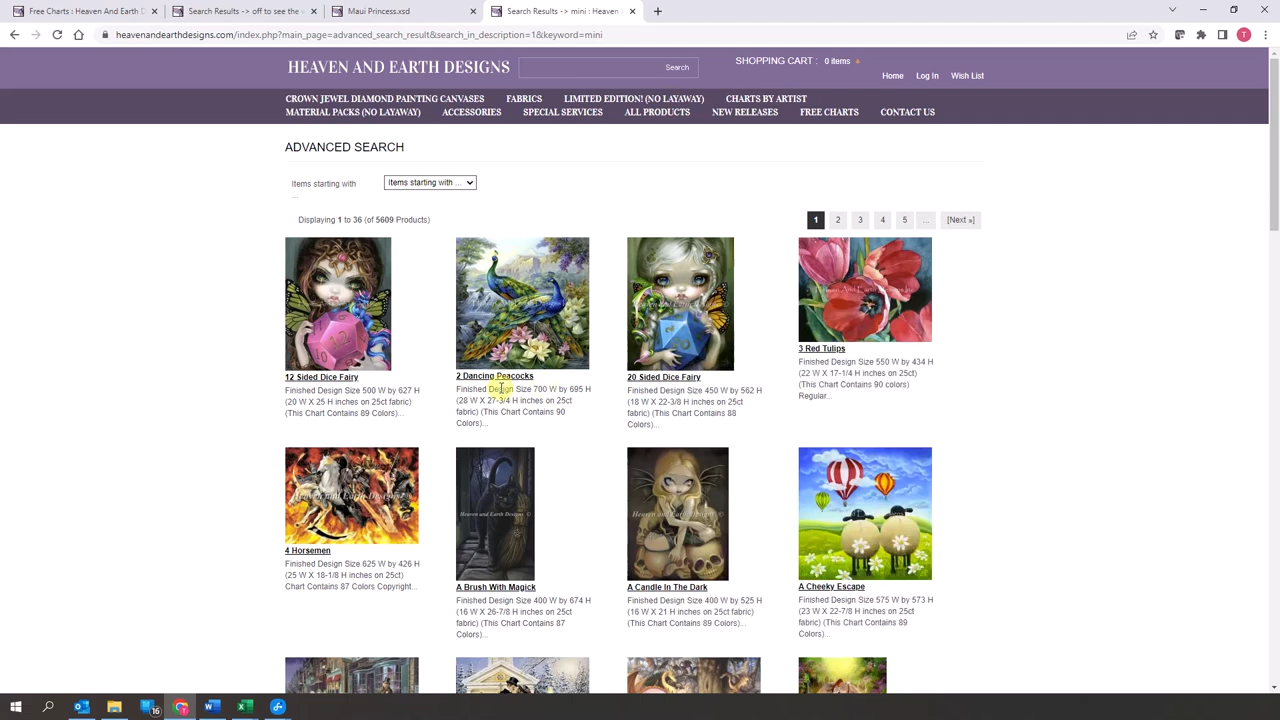 Free Charts : Heaven And Earth D
Search Results -> off to see the v
Maui Princess.xsd
Search Results -> mini : Heaven
heavenandearthdesigns.com/index.php?main_page=advanced_search_result&search_in_description=1&keyword=mini
T
HEAVEN AND EARTH DESIGNS
Search
SHOPPING CART : 0 items
Home Log In Wish List
CROWN JEWEL DIAMOND PAINTING CANVASES FABRICS LIMITED EDITION! (NO LAYAWAY) CHARTS BY ARTIST
MATERIAL PACKS (NO LAYAWAY) ACCESSORIES SPECIAL SERVICES ALL PRODUCTS NEW RELEASES FREE CHARTS CONTACT US
ADVANCED SEARCH
Items starting with
...
Items starting with ...
Displaying 1 to 36 (of 5609 Products)
1 2 3 4 5 ... [Next »]
12 Sided Dice Fairy
Finished Design Size 500 W by 627 H
(20 W X 25 H inches on 25ct fabric)
(This Chart Contains 89 Colors)...
2 Dancing Peacocks
Finished Design Size 700 W by 695 H
(28 W X 27-3/4 H inches on 25ct
fabric) (This Chart Contains 90
Colors)...
20 Sided Dice Fairy
Finished Design Size 450 W by 562 H
(18 W X 22-3/8 H inches on 25ct
fabric) (This Chart Contains 88
Colors)...
3 Red Tulips
Finished Design Size 550 W by 434 H
(22 W X 17-1/4 H inches on 25ct)
(This Chart Contains 90 colors)
Regular...
Heaven and Earth Designs ©
4 Horsemen
Finished Design Size 625 W by 426 H
(25 W X 18-1/8 H inches on 25ct)
Chart Contains 87 Colors Copyright...
Heaven and Earth Designs ©
A Brush With Magick
Finished Design Size 400 W by 674 H
(16 W X 26-7/8 H inches on 25ct
fabric) (This Chart Contains 87
Colors)...
Heaven and Earth Designs ©
A Candle In The Dark
Finished Design Size 400 W by 525 H
(16 W X 21 H inches on 25ct fabric)
(This Chart Contains 89 Colors)...
A Cheeky Escape
Finished Design Size 575 W by 573 H
(23 W X 22-7/8 H inches on 25ct
fabric) (This Chart Contains 89
Colors)...
16